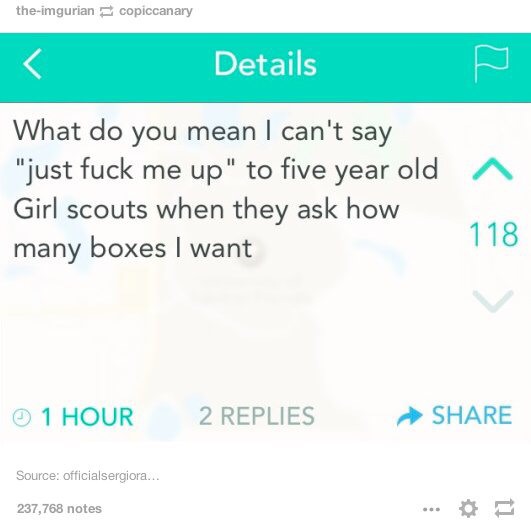 the-imgurian copiccanary
Details
What do you mean I can't say
"just fuck me up" to five year old
Girl scouts when they ask how
many boxes I want
118
1 HOUR 2 REPLIES SHARE
Source: officialsergiora...
237,768 notes